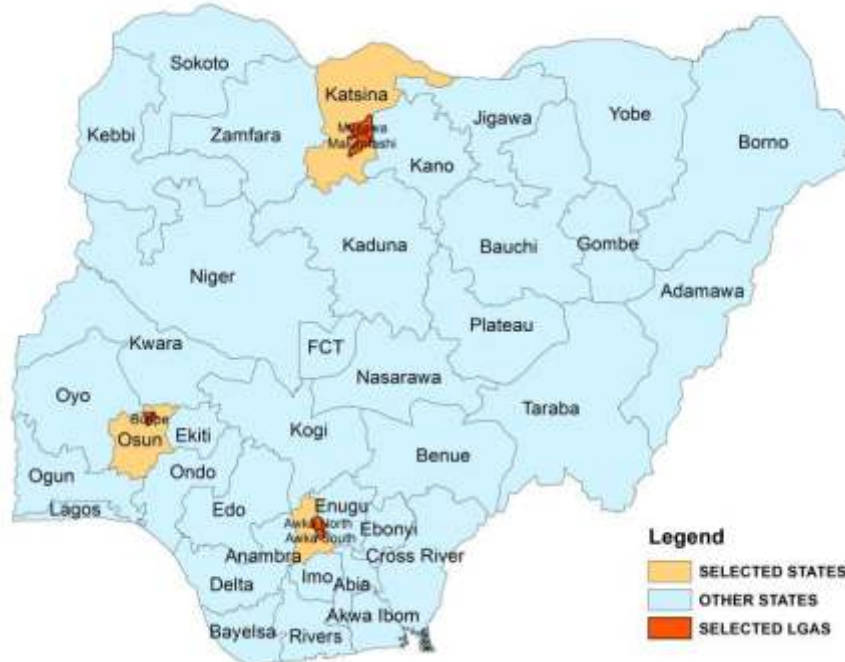 Sokoto
Katsina
Jigawa
Yobe
Kebbi
Zamfara
Borno
Kano
Kaduna
Bauchi
Gombe
Niger
Adamawa
Plateau
Kwara
FCT
Nasarawa
Oyo
Taraba
Osun
Ekiti
Kogi
Benue
Ogun
Ondo
Lagos
Edo
Enugu
Awka North
Awka South
Ebonyi
Anambra
Cross River
Delta
Imo
Abia
Akwa Ibom
Bayelsa
Rivers
Legend
SELECTED STATES
OTHER STATES
SELECTED LGAS